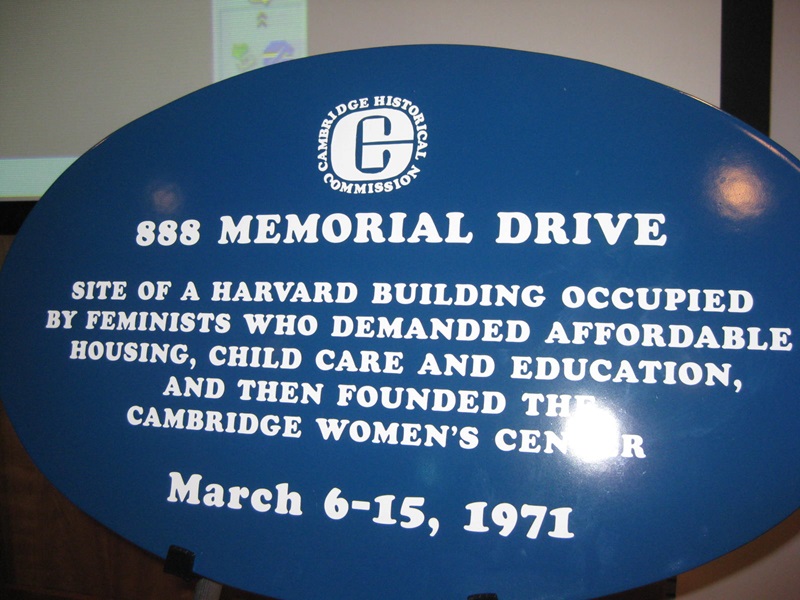 CAMBRIDGE HISTORICAL
COMMISSION
888 MEMORIAL DRIVE
SITE OF A HARVARD BUILDING OCCUPIED
BY FEMINISTS WHO DEMANDED AFFORDABLE
HOUSING, CHILD CARE AND EDUCATION,
AND THEN FOUNDED THE
CAMBRIDGE WOMEN'S CENTER
March 6-15, 1971